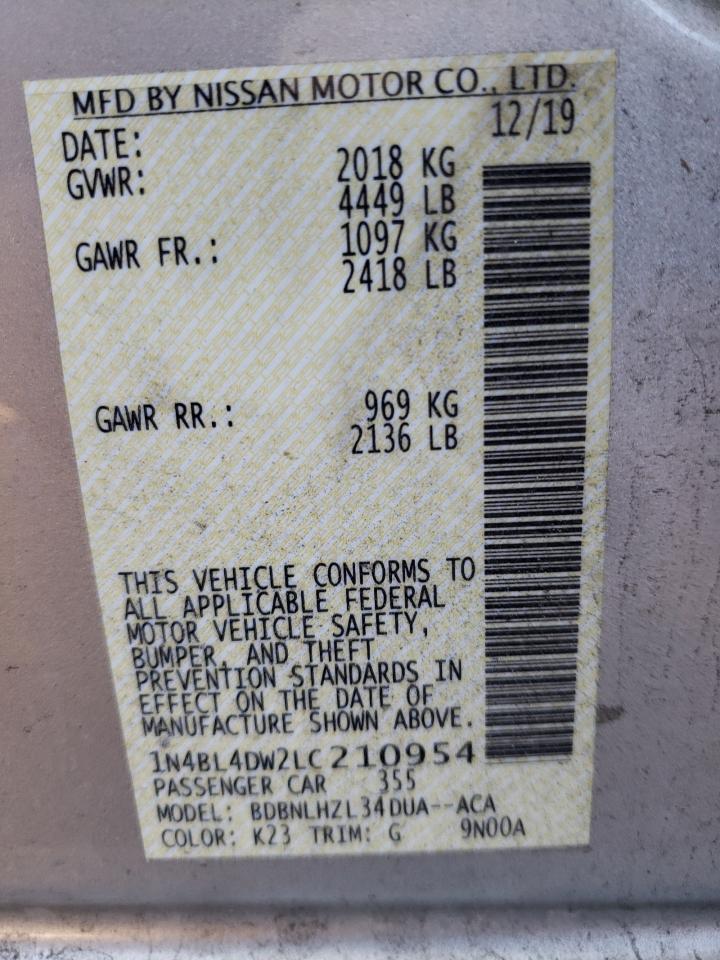 MFD BY NISSAN MOTOR CO., LTD.
DATE: 12/19
GVWR: 2018 KG
4449 LB
GAWR FR.: 1097 KG
2418 LB
GAWR RR.: 969 KG
2136 LB
THIS VEHICLE CONFORMS TO
ALL APPLICABLE FEDERAL
MOTOR VEHICLE SAFETY,
BUMPER, AND THEFT
PREVENTION STANDARDS IN
EFFECT ON THE DATE OF
MANUFACTURE SHOWN ABOVE.
1N4BL4DW2LC210954
PASSENGER CAR 355
MODEL: BDBNLHZL34DUA--ACA
COLOR: K23 TRIM: G 9N00A